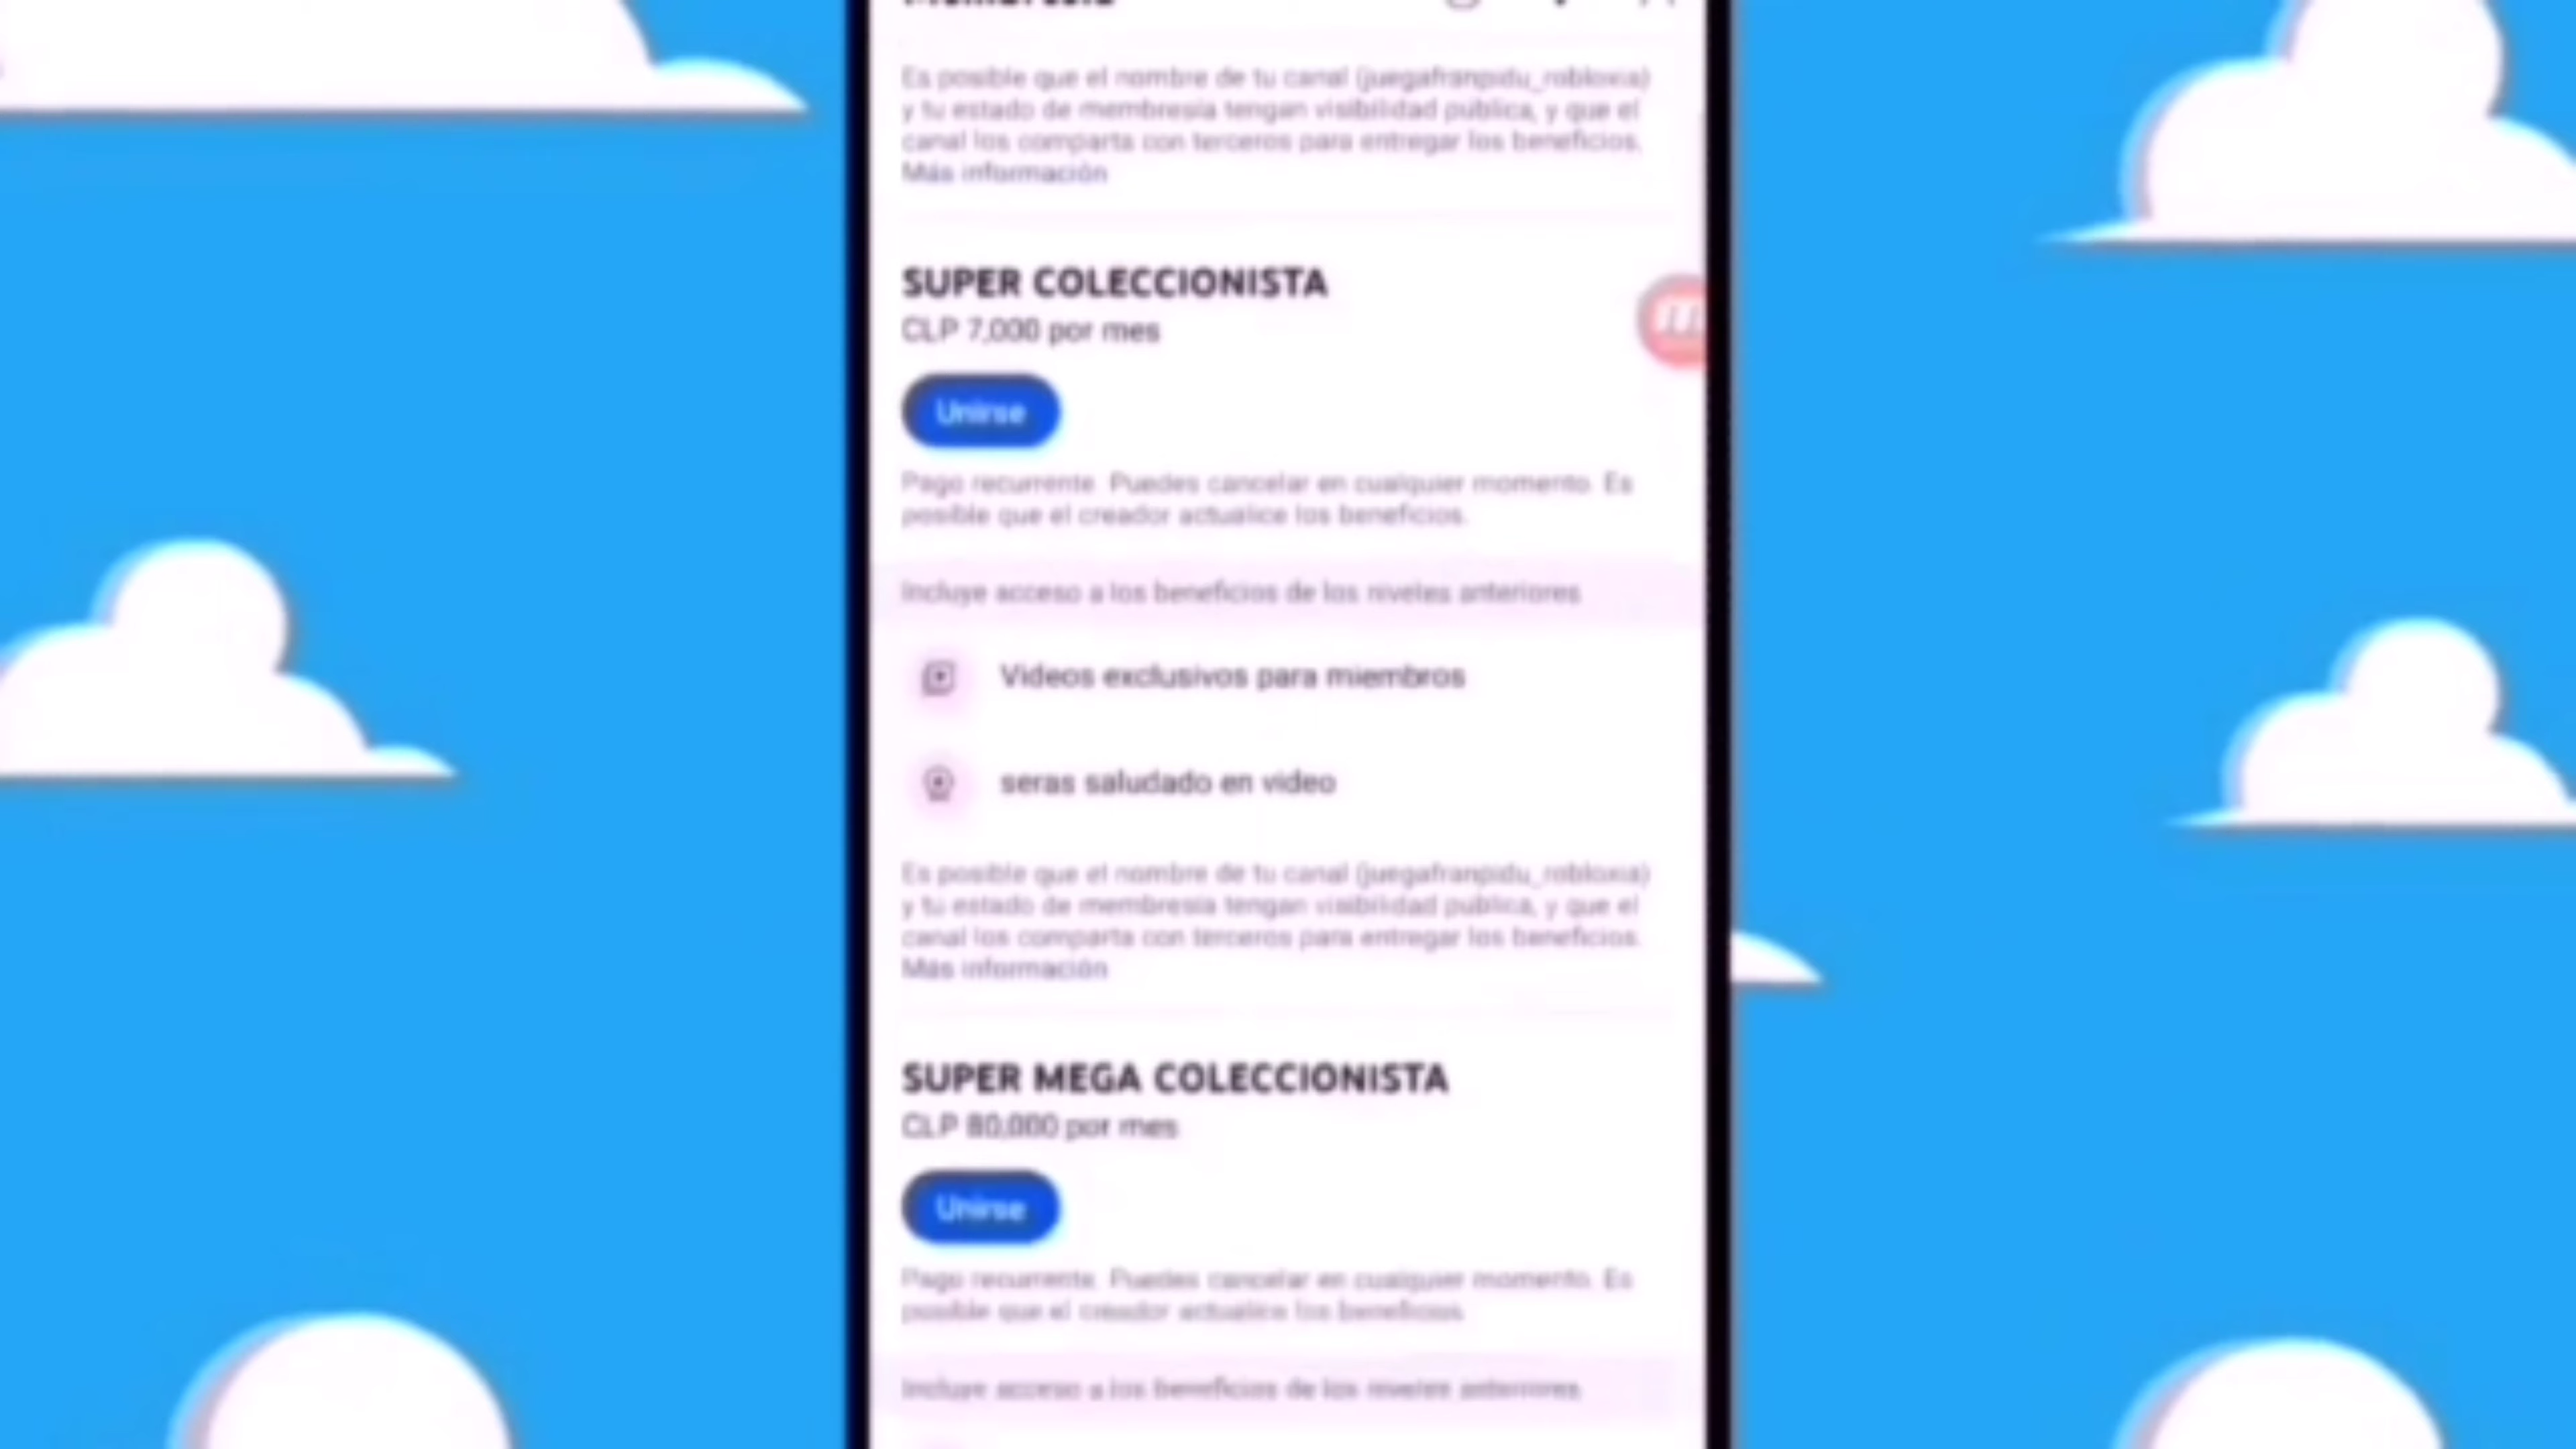 Es posible que el nombre de tu canal (juegafranpidu_robloxia)
y tu estado de membresía tengan visibilidad pública, y que el
canal los comparta con terceros para entregar los beneficios.
Más información
SUPER COLECCIONISTA
CLP 7,000 por mes
Unirse
Pago recurrente. Puedes cancelar en cualquier momento. Es
posible que el creador actualice los beneficios.
Incluye acceso a los beneficios de los niveles anteriores
Videos exclusivos para miembros
seras saludado en video
Es posible que el nombre de tu canal (juegafranpidu_robloxia)
y tu estado de membresía tengan visibilidad pública, y que el
canal los comparta con terceros para entregar los beneficios.
Más información
SUPER MEGA COLECCIONISTA
CLP 80,000 por mes
Unirse
Pago recurrente. Puedes cancelar en cualquier momento. Es
posible que el creador actualice los beneficios.
Incluye acceso a los beneficios de los niveles anteriores